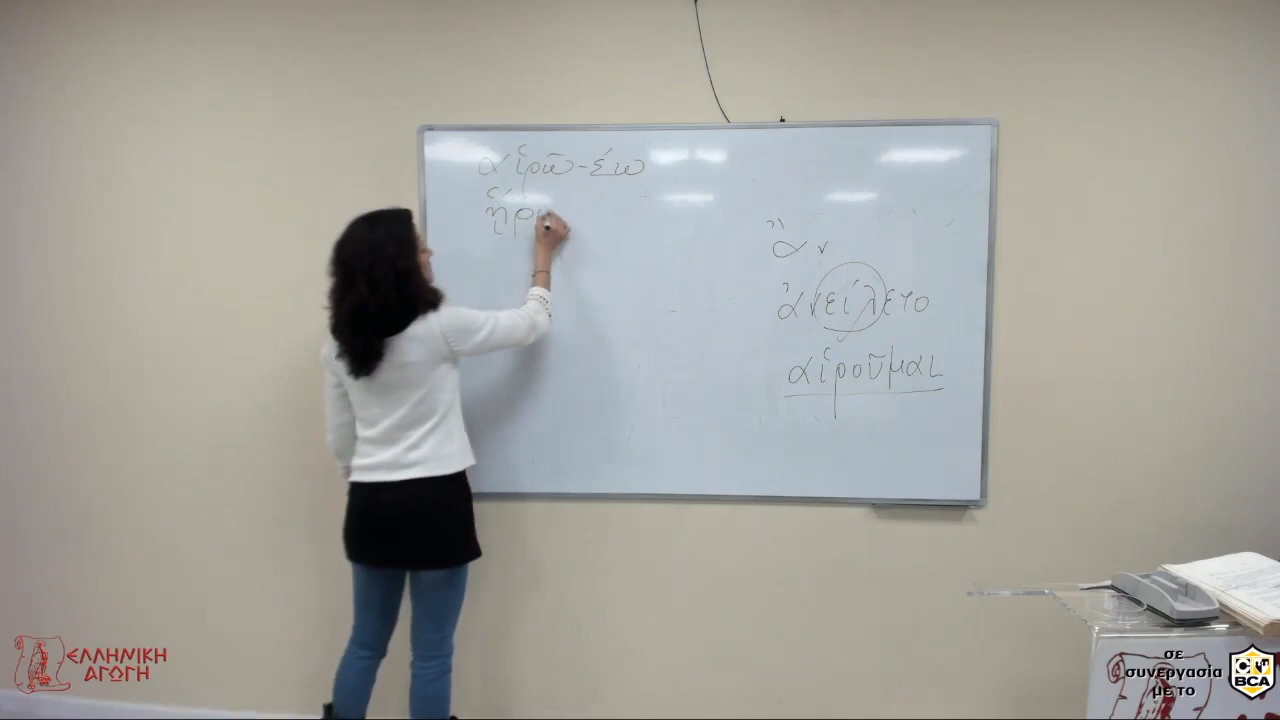 αἱρῶ-έω
ᾕρ
ἂν
ἀνείλετο
αἱροῦμαι
ΕΛΛΗΝΙΚΗ
ΑΓΩΓΗ
σε
συνεργασία
με το
BCA